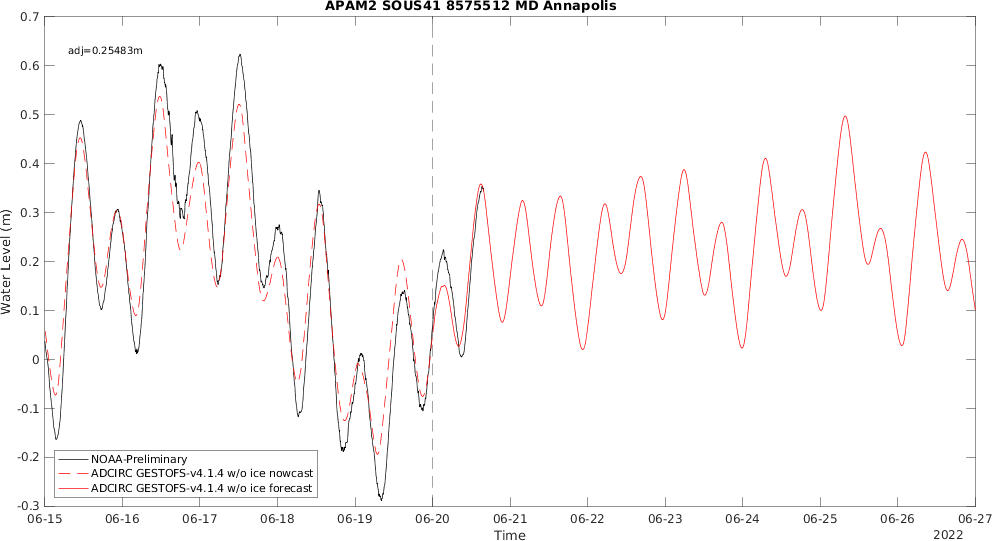 APAM2 SOUS41 8575512 MD Annapolis
adj=0.25483m
0.7
0.6
0.5
0.4
0.3
0.2
0.1
0
-0.1
-0.2
-0.3
Water Level (m)
NOAA-Preliminary
ADCIRC GESTOFS-v4.1.4 w/o ice nowcast
ADCIRC GESTOFS-v4.1.4 w/o ice forecast
06-15 06-16 06-17 06-18 06-19 06-20 06-21 06-22 06-23 06-24 06-25 06-26 06-27
Time
2022